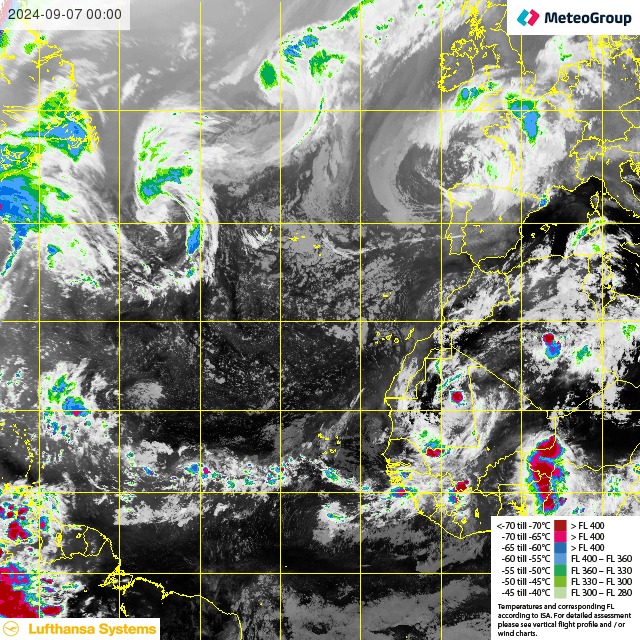 2024-09-07 00:00
MeteoGroup
<-70 till -70°C > FL 400
-70 till -65°C > FL 400
-65 till -60°C > FL 400
-60 till -55°C FL 400 – FL 360
-55 till -50°C FL 360 – FL 330
-50 till -45°C FL 330 – FL 300
-45 till -40°C FL 300 – FL 280
Temperatures and corresponding FL
according to ISA. For detailed assessment
please see vertical flight profile and / or
wind charts.
Lufthansa Systems